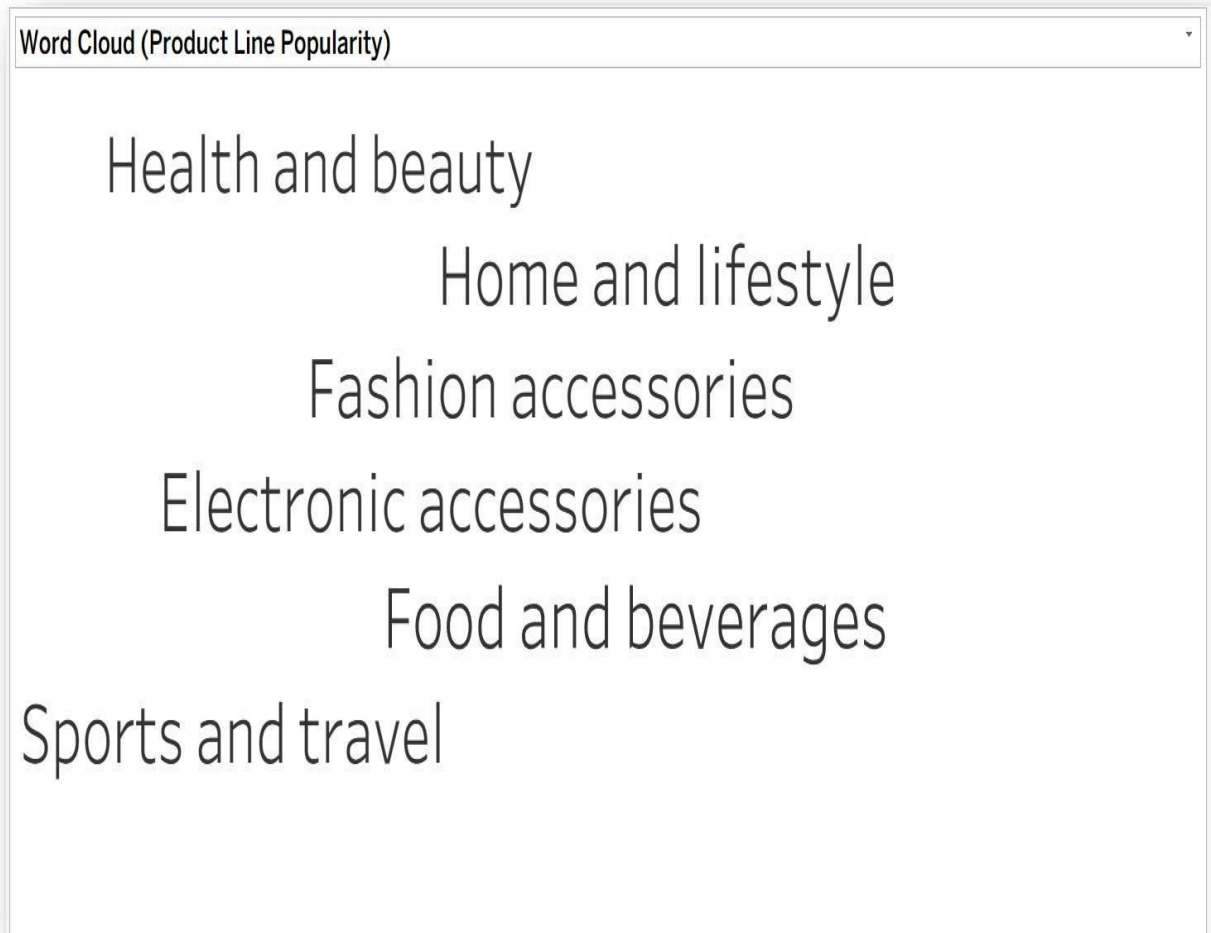 Word Cloud (Product Line Popularity)
Health and beauty
Home and lifestyle
Fashion accessories
Electronic accessories
Food and beverages
Sports and travel